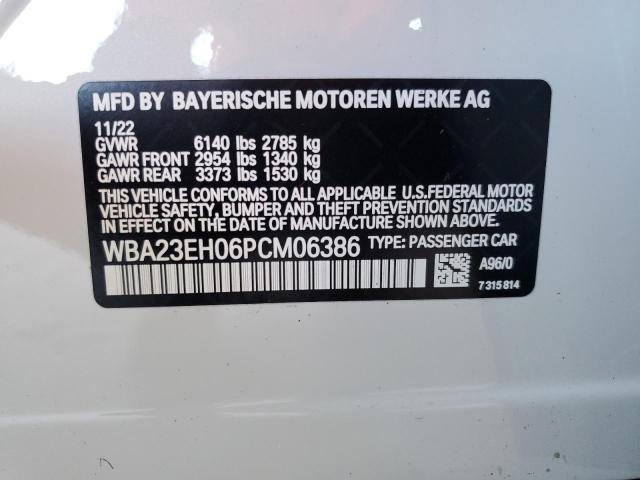 MFD BY BAYERISCHE MOTOREN WERKE AG
11/22
GVWR 6140 lbs 2785 kg
GAWR FRONT 2954 lbs 1340 kg
GAWR REAR 3373 lbs 1530 kg
THIS VEHICLE CONFORMS TO ALL APPLICABLE U.S.FEDERAL MOTOR
VEHICLE SAFETY, BUMPER AND THEFT PREVENTION STANDARDS
IN EFFECT ON THE DATE OF MANUFACTURE SHOWN ABOVE.
WBA23EH06PCM06386 TYPE: PASSENGER CAR
A96/0
7 315 814